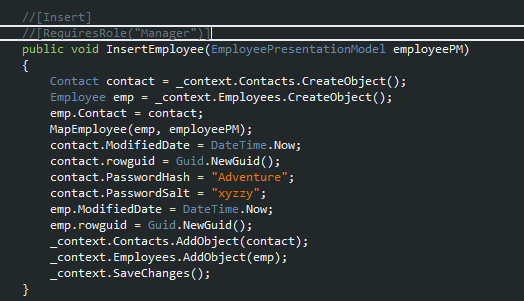 //[Insert]
//[RequiresRole("Manager")]
public void InsertEmployee(EmployeePresentationModel employeePM)
{
Contact contact = _context.Contacts.CreateObject();
Employee emp = _context.Employees.CreateObject();
emp.Contact = contact;
MapEmployee(emp, employeePM);
contact.ModifiedDate = DateTime.Now;
contact.rowguid = Guid.NewGuid();
contact.PasswordHash = "Adventure";
contact.PasswordSalt = "xyzzy";
emp.ModifiedDate = DateTime.Now;
emp.rowguid = Guid.NewGuid();
_context.Contacts.AddObject(contact);
_context.Employees.AddObject(emp);
_context.SaveChanges();
}